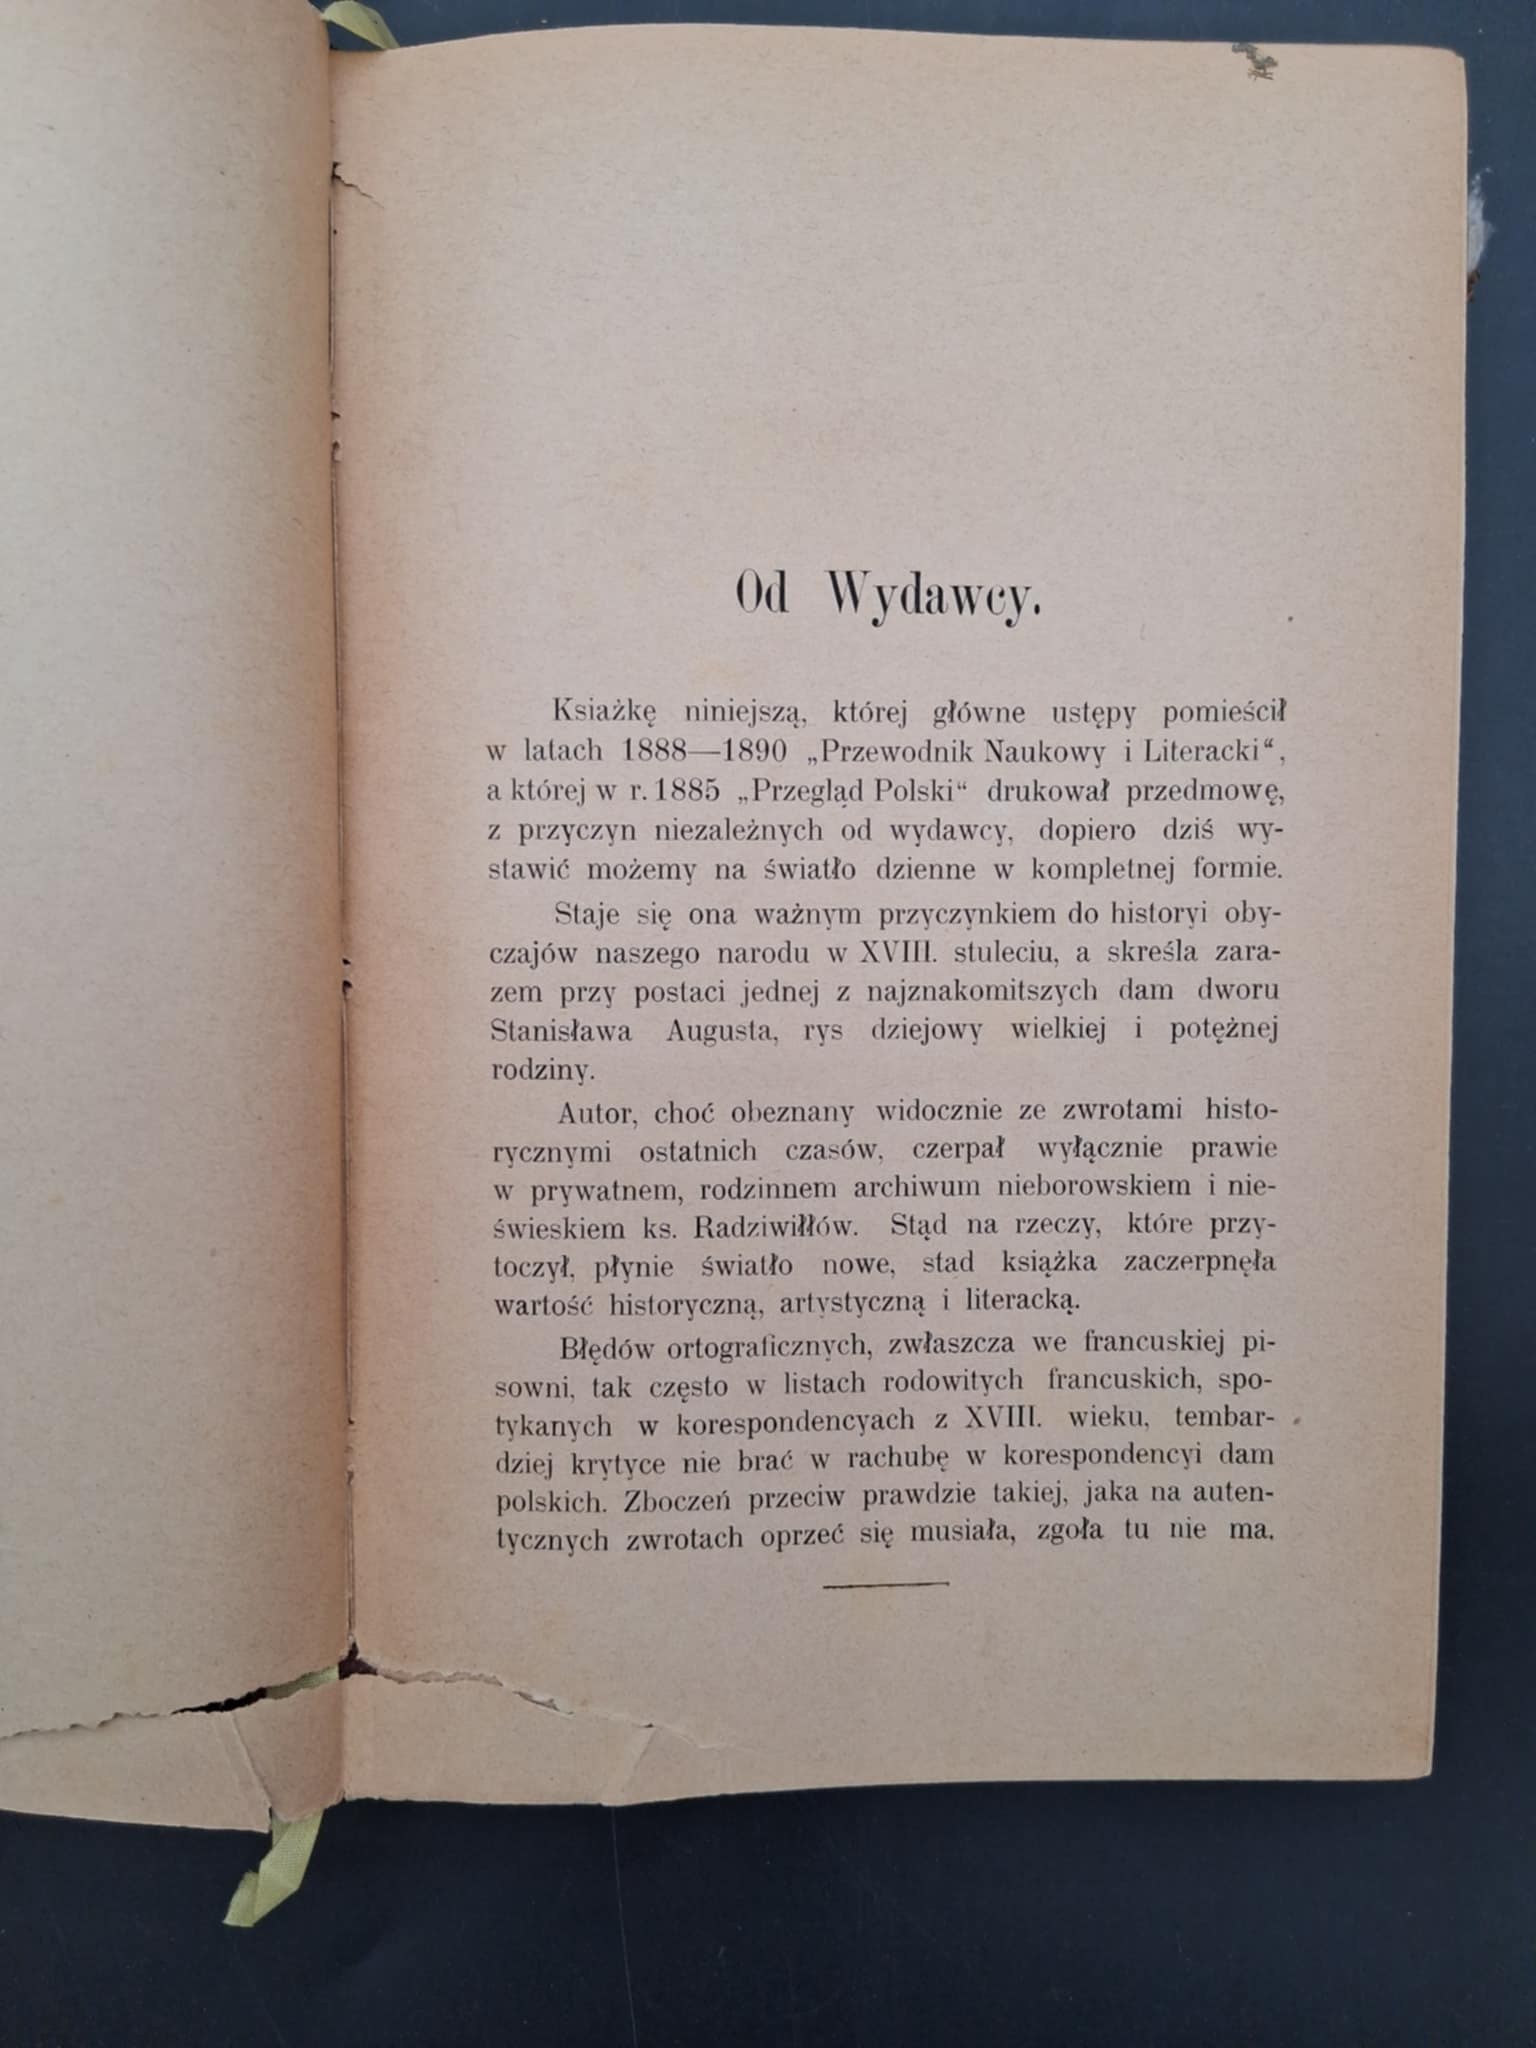 Od Wydawcy.
Książkę niniejszą, której główne ustępy pomieścił
w latach 1888—1890 „Przewodnik Naukowy i Literacki“,
a której w r. 1885 „Przegląd Polski“ drukował przedmowę,
z przyczyn niezależnych od wydawcy, dopiero dziś wy-
stawić możemy na światło dzienne w kompletnej formie.
Staje się ona ważnym przyczynkiem do historyi oby-
czajów naszego narodu w XVIII. stuleciu, a skreśla zara-
zem przy postaci jednej z najznakomitszych dam dworu
Stanisława Augusta, rys dziejowy wielkiej i potężnej
rodziny.
Autor, choć obeznany widocznie ze zwrotami histo-
rycznymi ostatnich czasów, czerpał wyłącznie prawie
w prywatnem, rodzinnem archiwum nieborowskiem i nie-
świeskiem ks. Radziwiłłów. Stąd na rzeczy, które przy-
toczył, płynie światło nowe, stad książka zaczerpnęła
wartość historyczną, artystyczną i literacką.
Błędów ortograficznych, zwłaszcza we francuskiej pi-
sowni, tak często w listach rodowitych francuskich, spo-
tykanych w korespondencyach z XVIII. wieku, tembar-
dziej krytyce nie brać w rachubę w korespondencyi dam
polskich. Zboczeń przeciw prawdzie takiej, jaka na auten-
tycznych zwrotach oprzeć się musiała, zgoła tu nie ma.